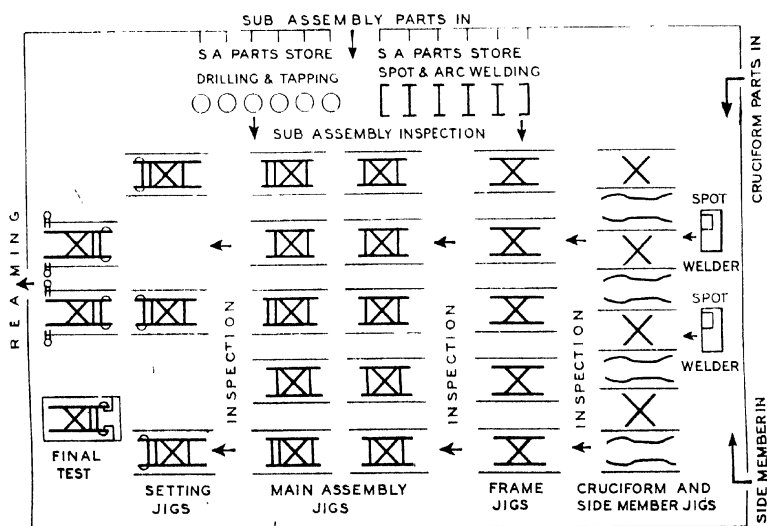 SUB ASSEMBLY PARTS IN
S A PARTS STORE
S A PARTS STORE
DRILLING & TAPPING
SPOT & ARC WELDING
SUB ASSEMBLY INSPECTION
CRUCIFORM PARTS IN
REAMING
SPOT
WELDER
SPOT
WELDER
INSPECTION
INSPECTION
INSPECTION
SIDE MEMBER IN
FINAL
TEST
SETTING
JIGS
MAIN ASSEMBLY
JIGS
FRAME
JIGS
CRUCIFORM AND
SIDE MEMBER JIGS